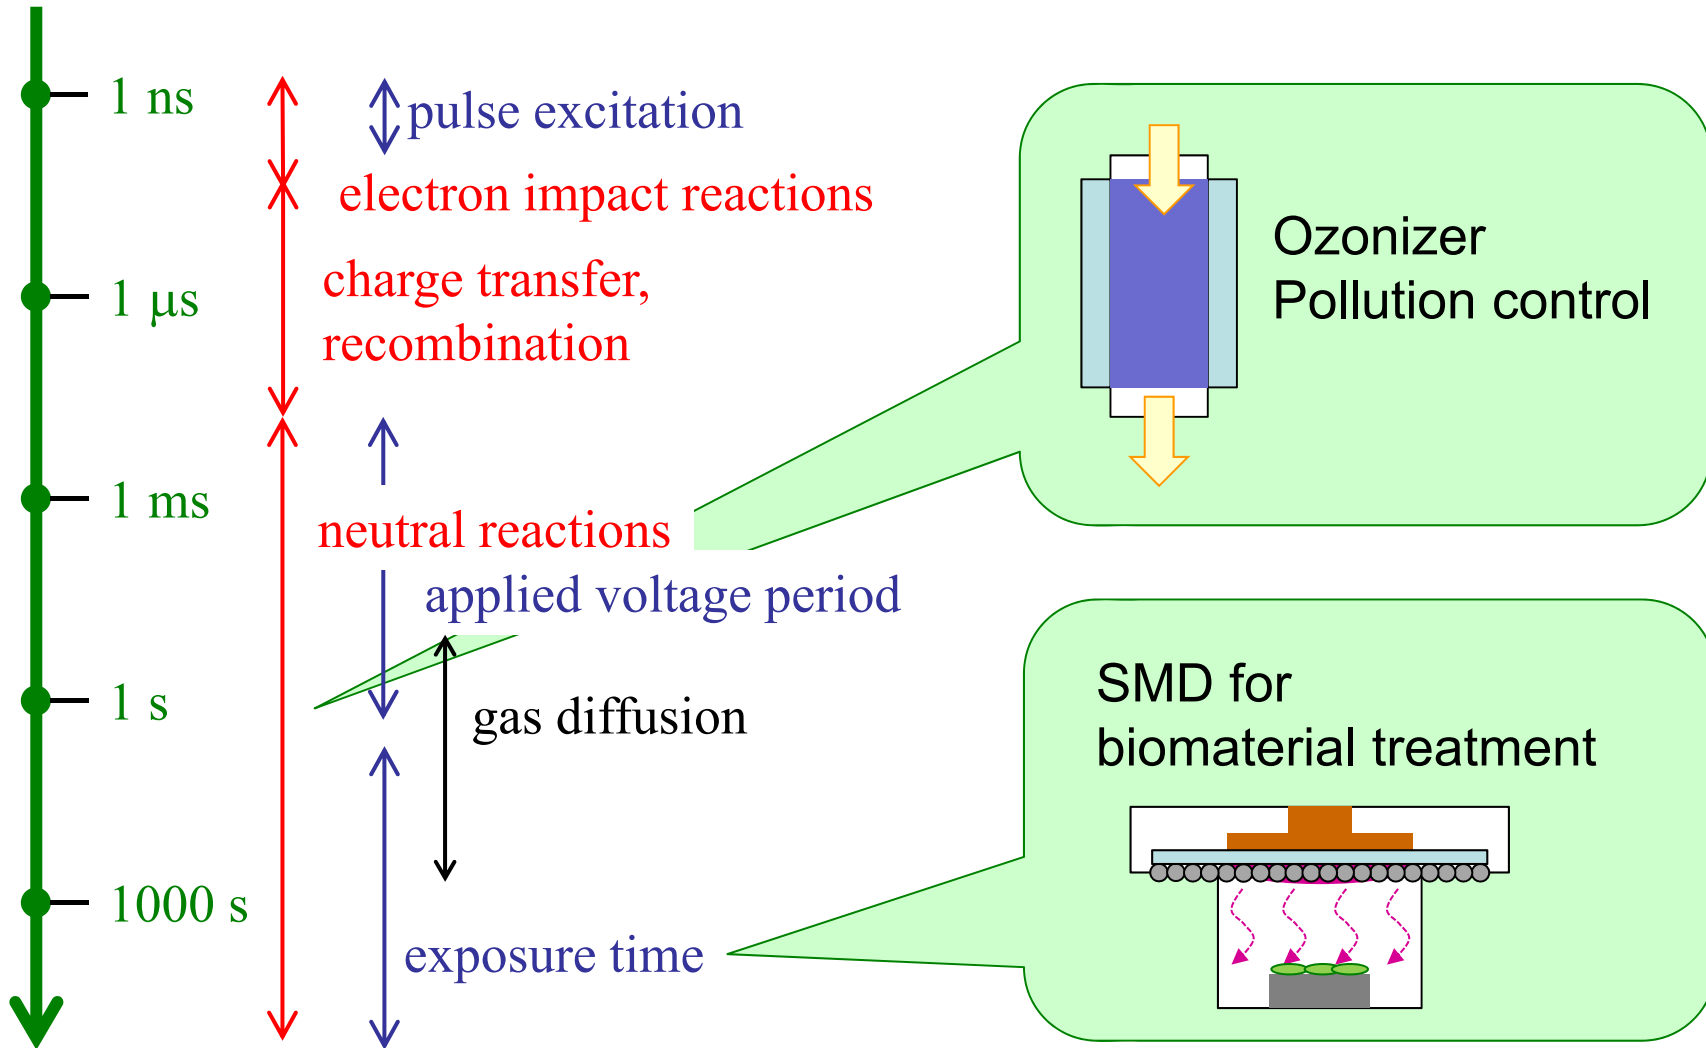 1 ns
pulse excitation
electron impact reactions
charge transfer,
recombination
1 μs
1 ms
neutral reactions
applied voltage period
1 s
gas diffusion
1000 s
exposure time
Ozonizer
Pollution control
SMD for
biomaterial treatment